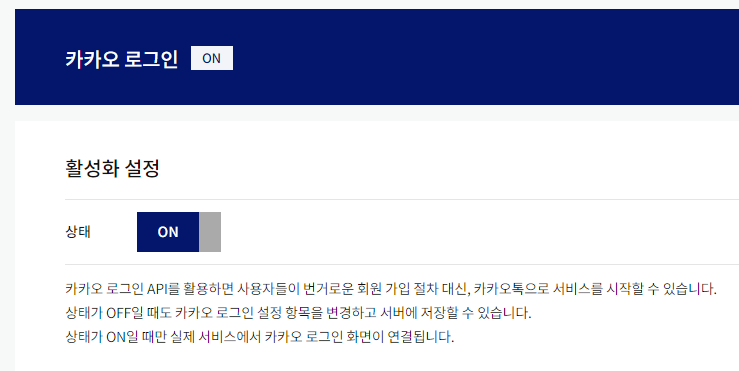 카카오 로그인 ON
활성화 설정
상태 ON
카카오 로그인 API를 활용하면 사용자들이 번거로운 회원 가입 절차 대신, 카카오톡으로 서비스를 시작할 수 있습니다.
상태가 OFF일 때도 카카오 로그인 설정 항목을 변경하고 서버에 저장할 수 있습니다.
상태가 ON일 때만 실제 서비스에서 카카오 로그인 화면이 연결됩니다.